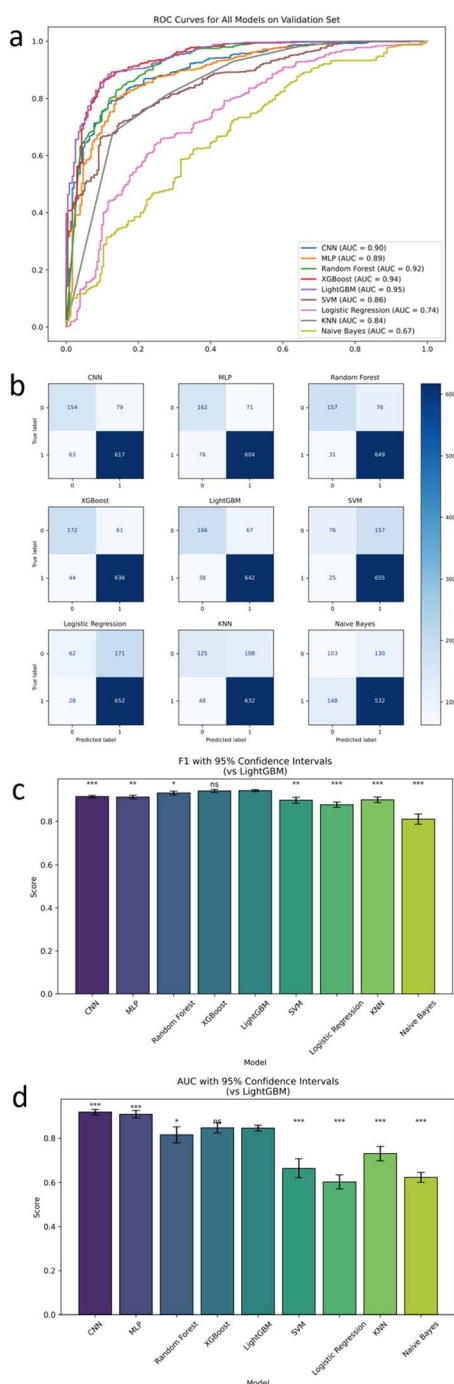 a
ROC Curves for All Models on Validation Set
1.0
0.8
0.6
0.4
0.2
0.0
0.0 0.2 0.4 0.6 0.8 1.0
CNN (AUC = 0.90)
MLP (AUC = 0.89)
Random Forest (AUC = 0.92)
XGBoost (AUC = 0.94)
LightGBM (AUC = 0.95)
SVM (AUC = 0.86)
Logistic Regression (AUC = 0.74)
KNN (AUC = 0.84)
Naive Bayes (AUC = 0.67)
b
CNN MLP Random Forest
True label
0 154 79 0 162 71 0 157 76
1 63 617 1 76 604 1 31 649
0 1 0 1 0 1
XGBoost LightGBM SVM
True label
0 172 61 0 166 67 0 76 157
1 44 636 1 38 642 1 25 655
0 1 0 1 0 1
Logistic Regression KNN Naive Bayes
True label
0 62 171 0 125 108 0 103 130
1 28 652 1 48 632 1 148 532
0 1 0 1 0 1
Predicted label Predicted label Predicted label
600
500
400
300
200
100
c
F1 with 95% Confidence Intervals
(vs LightGBM)
*** ** * ns ** *** *** ***
Score
0.8
0.6
0.4
0.2
0.0
CNN MLP Random Forest XGBoost LightGBM SVM Logistic Regression KNN Naive Bayes
Model
d
AUC with 95% Confidence Intervals
(vs LightGBM)
*** *** * ns *** *** *** ***
Score
0.8
0.6
0.4
0.2
0.0
CNN MLP Random Forest XGBoost LightGBM SVM Logistic Regression KNN Naive Bayes
Model